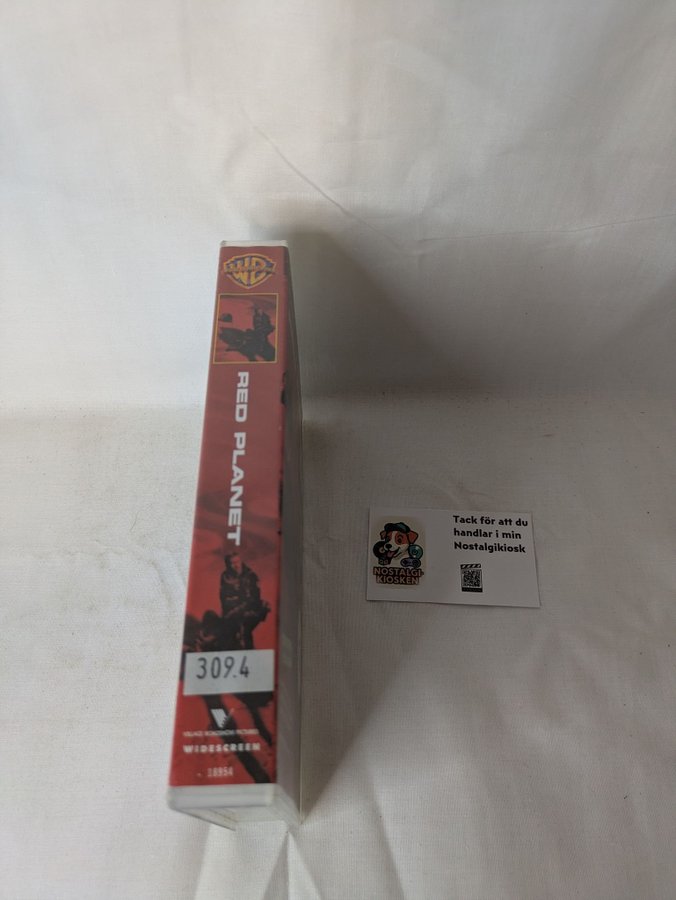 WB
RED PLANET
309.4
VILLAGE ROADSHOW PICTURES
WIDESCREEN
18954
Tack för att du
handlar i min
Nostalgikiosk
NOSTALGI-
KIOSKEN